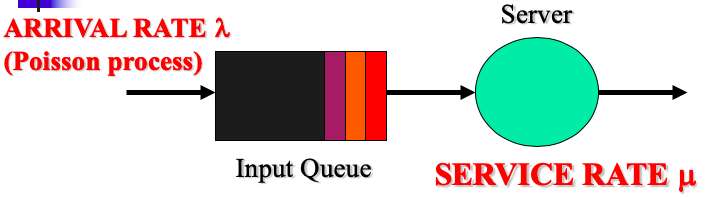 Server
ARRIVAL RATE λ
(Poisson process)
Input Queue
SERVICE RATE μ